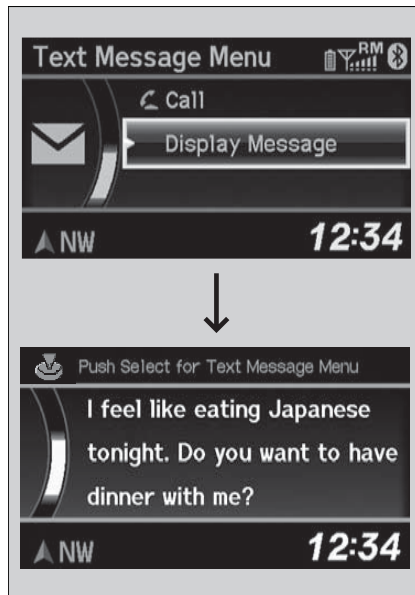 Text Message Menu RM
Call
Display Message
NW 12:34
Push Select for Text Message Menu
I feel like eating Japanese
tonight. Do you want to have
dinner with me?
NW 12:34